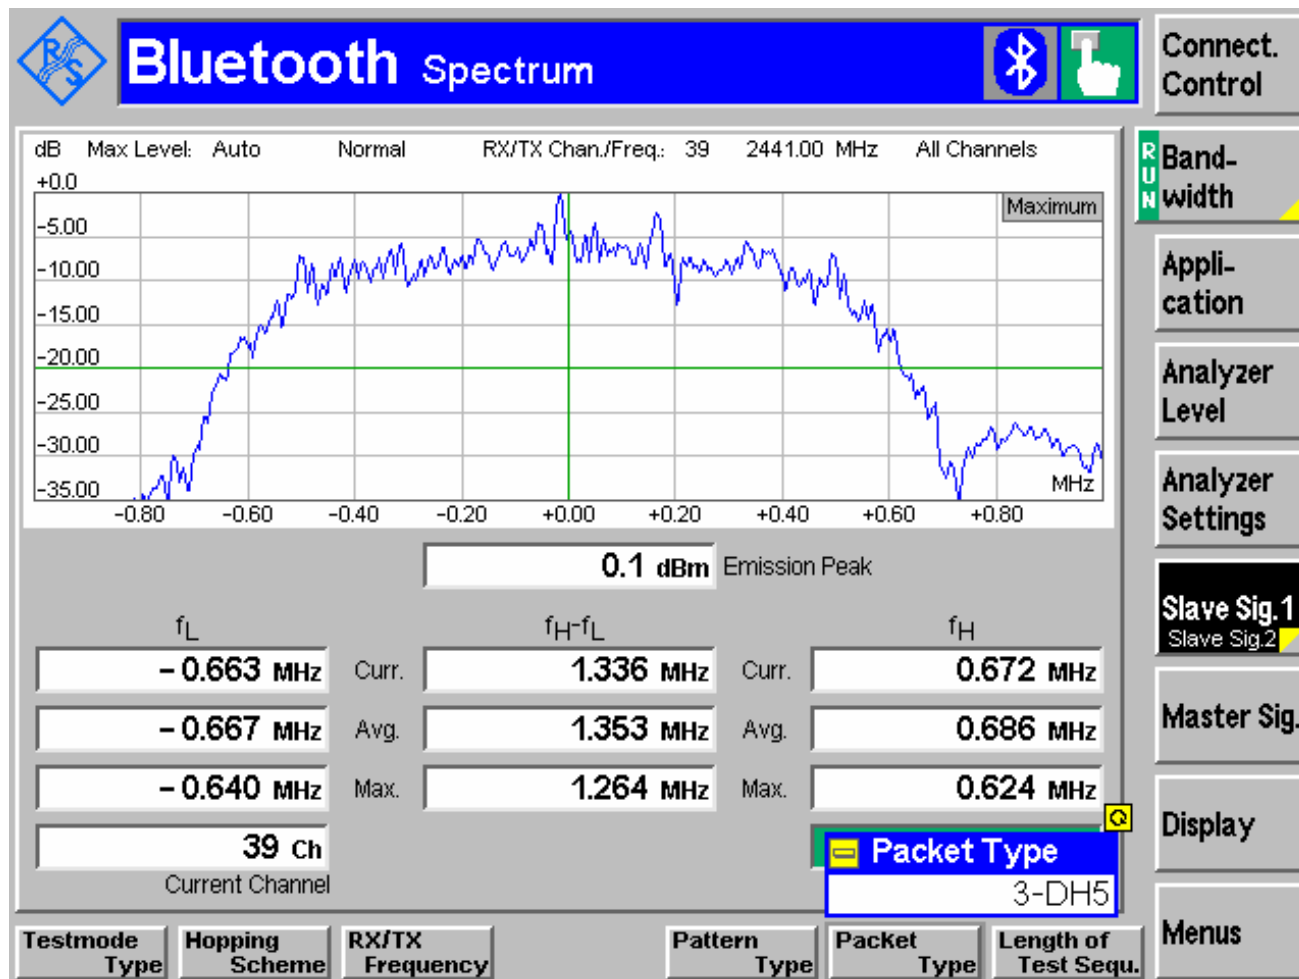 R S
Bluetooth Spectrum
Connect.
Control
dB Max Level: Auto Normal RX/TX Chan./Freq.: 39 2441.00 MHz All Channels
RUN
Band-
width
+0.0
Maximum
-5.00
-10.00
-15.00
-20.00
-25.00
-30.00
-35.00
MHz
-0.80 -0.60 -0.40 -0.20 +0.00 +0.20 +0.40 +0.60 +0.80
Appli-
cation
Analyzer
Level
Analyzer
Settings
0.1 dBm Emission Peak
Slave Sig.1
Slave Sig.2
fL fH-fL fH
-0.663 MHz Curr. 1.336 MHz Curr. 0.672 MHz
-0.667 MHz Avg. 1.353 MHz Avg. 0.686 MHz
Master Sig.
-0.640 MHz Max. 1.264 MHz Max. 0.624 MHz
39 Ch
Current Channel
Q
Packet Type
3-DH5
Display
Menus
Testmode
Type
Hopping
Scheme
RX/TX
Frequency
Pattern
Type
Packet
Type
Length of
Test Sequ.